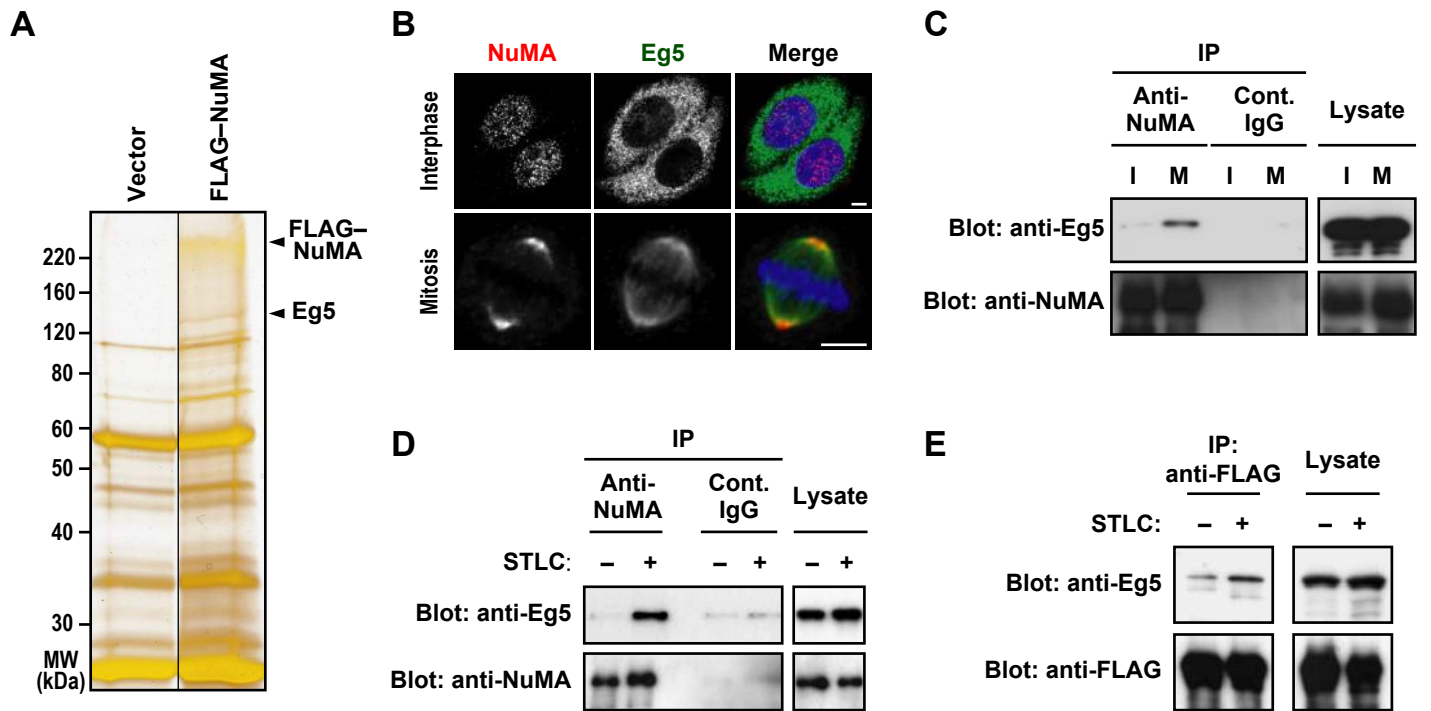 A
Vector
FLAG–NuMA
220
160
120
80
60
50
40
30
MW
(kDa)
FLAG–
NuMA
Eg5
B
NuMA
Eg5
Merge
Interphase
Mitosis
C
IP
Anti-
NuMA
Cont.
IgG
Lysate
I
M
I
M
I
M
Blot: anti-Eg5
Blot: anti-NuMA
D
IP
Anti-
NuMA
Cont.
IgG
Lysate
STLC:
–
+
–
+
–
+
Blot: anti-Eg5
Blot: anti-NuMA
E
IP:
anti-FLAG
Lysate
STLC:
–
+
–
+
Blot: anti-Eg5
Blot: anti-FLAG